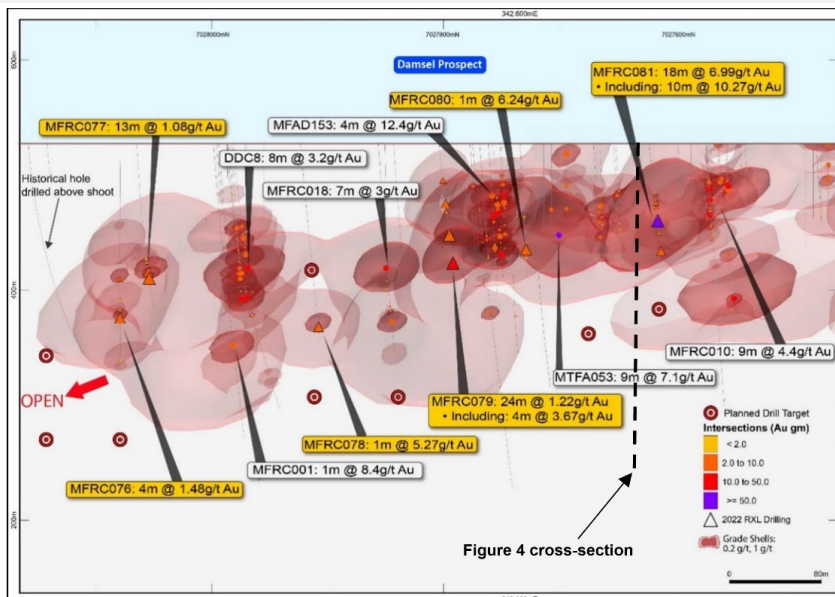 342,600mE
7028000mN
7027800mN
7027600mN
600m
Damsel Prospect
MFRC081: 18m @ 6.99g/t Au
• Including: 10m @ 10.27g/t Au
MFRC080: 1m @ 6.24g/t Au
MFRC077: 13m @ 1.08g/t Au
MFAD153: 4m @ 12.4g/t Au
DDC8: 8m @ 3.2g/t Au
MFRC018: 7m @ 3g/t Au
Historical hole
drilled above shoot
400m
MFRC010: 9m @ 4.4g/t Au
MTFA053: 9m @ 7.1g/t Au
OPEN
MFRC079: 24m @ 1.22g/t Au
• Including: 4m @ 3.67g/t Au
MFRC078: 1m @ 5.27g/t Au
MFRC001: 1m @ 8.4g/t Au
MFRC076: 4m @ 1.48g/t Au
200m
Planned Drill Target
Intersections (Au gm)
< 2.0
2.0 to 10.0
10.0 to 50.0
>= 50.0
2022 RXL Drilling
Grade Shells:
0.2 g/t, 1 g/t
Figure 4 cross-section
0
80m